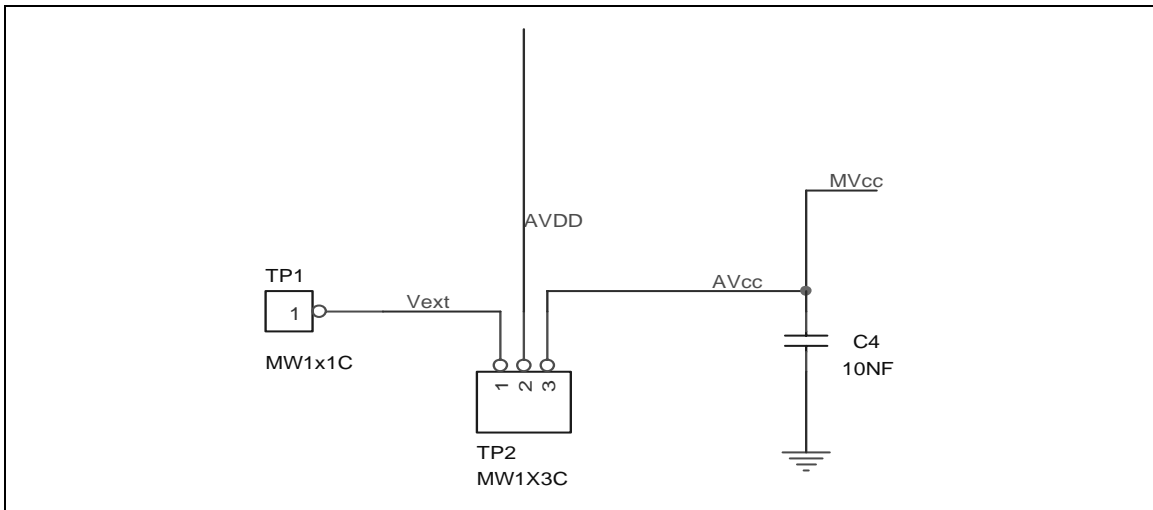 MVcc
AVDD
TP1
AVcc
Vext
1
MW1x1C
C4
10NF
1
2
3
TP2
MW1X3C